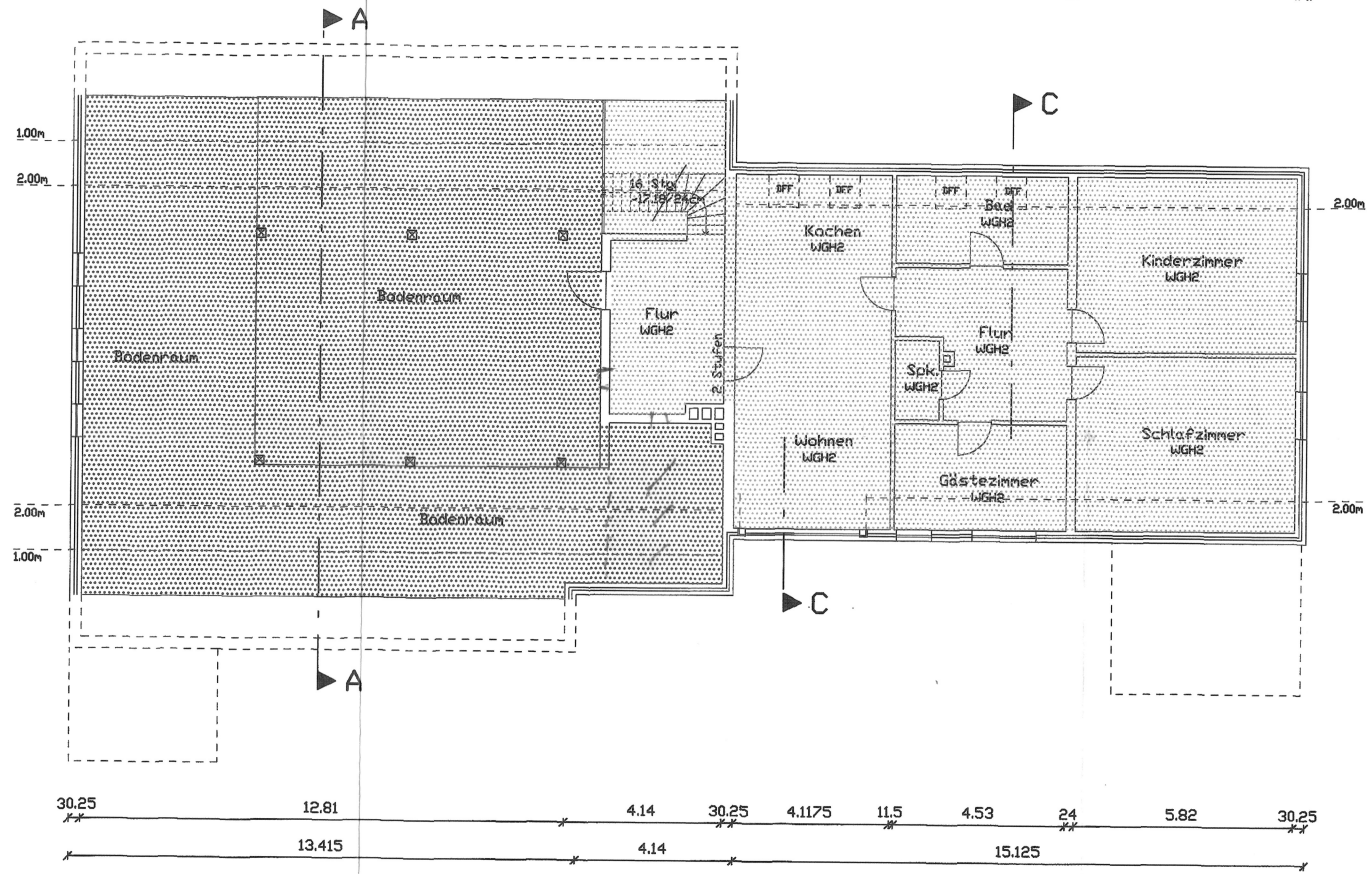 A
C
1.00m
2.00m
16 Stg.
17.18/24cm
DFF
DFF
DFF
DFF
2.00m
Kochen
WGH2
Bad
WGH2
Kinderzimmer
WGH2
Bodenraum
Bodenraum
Flur
WGH2
2 Stufen
Flur
WGH2
Spk.
WGH2
Wohnen
WGH2
Schlafzimmer
WGH2
Gästezimmer
WGH2
2.00m
Bodenraum
2.00m
1.00m
C
A
30.25
12.81
4.14
30.25
4.1175
11.5
4.53
24
5.82
30.25
13.415
4.14
15.125